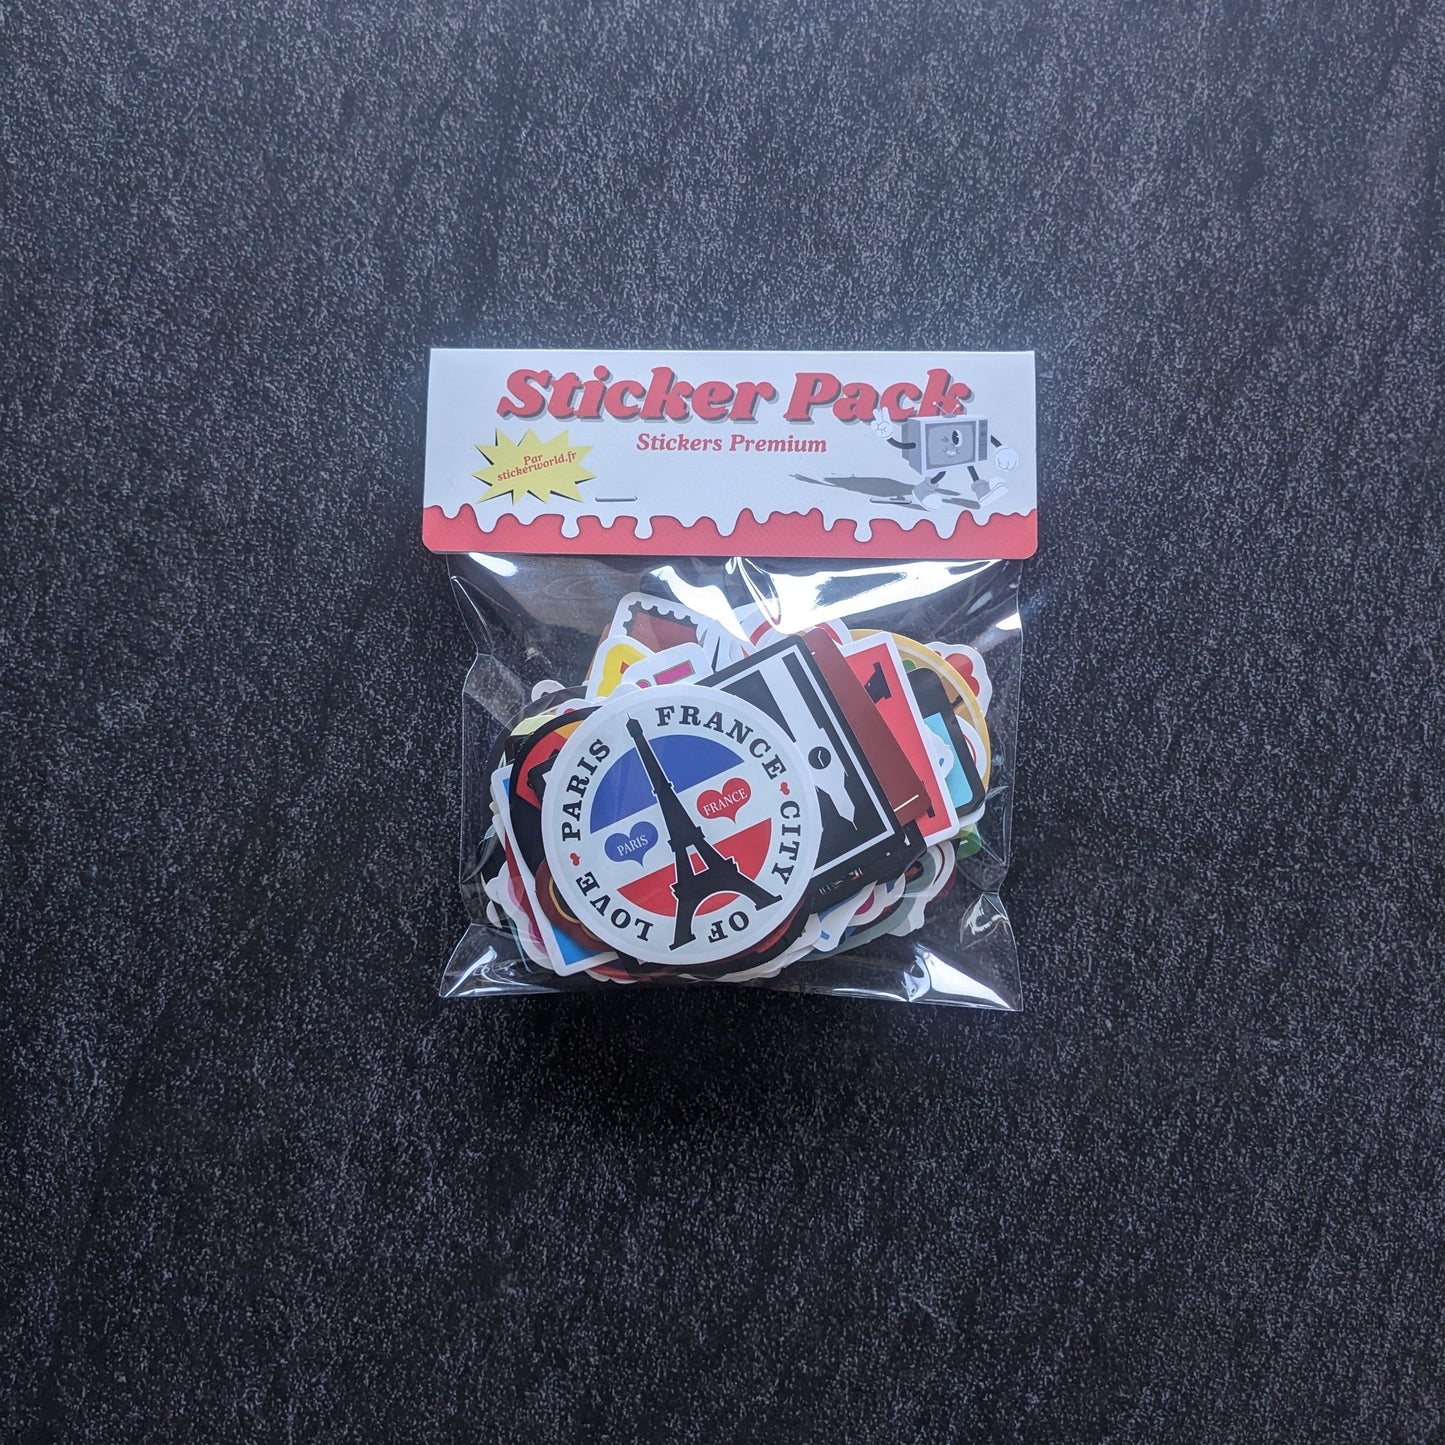 Sticker Pack
Stickers Premium
Par
stickerworld.fr
PARIS FRANCE CITY OF LOVE
FRANCE
PARIS